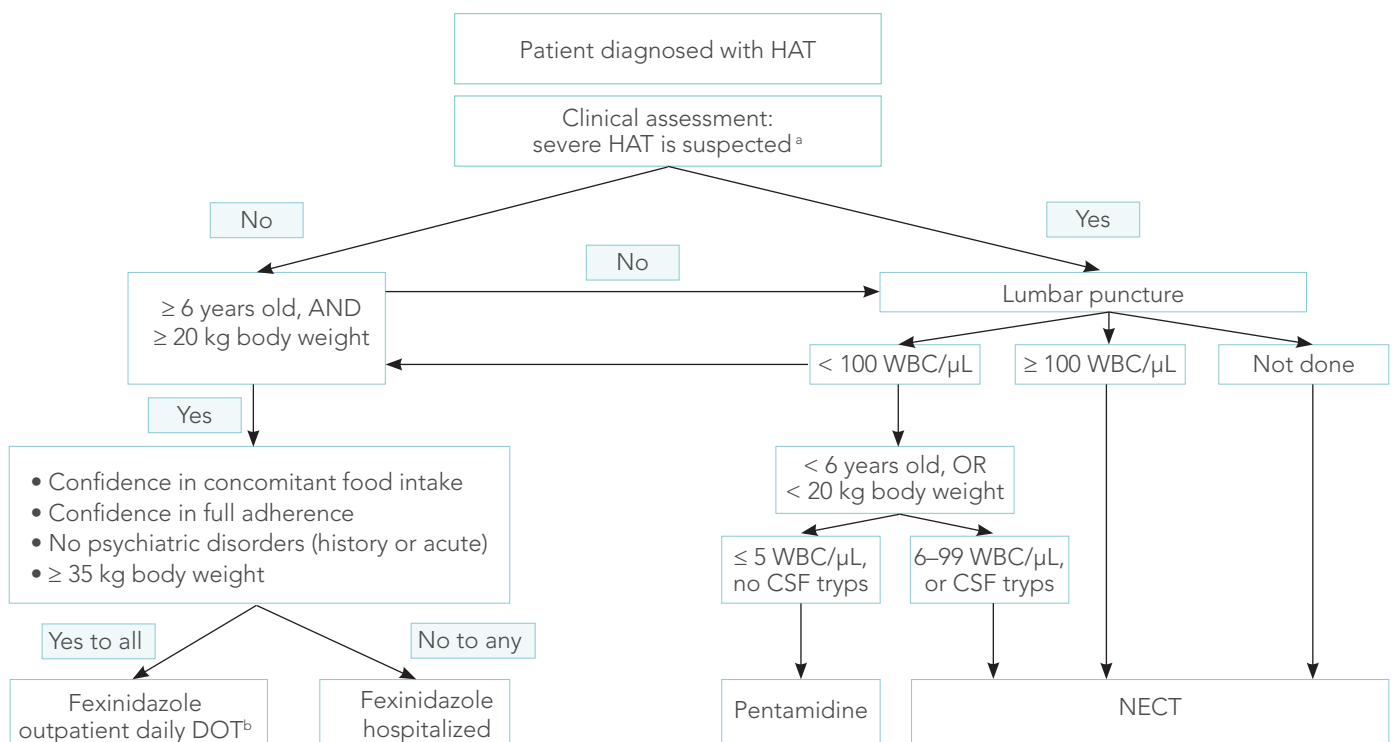 Patient diagnosed with HAT
Clinical assessment:
severe HAT is suspected a
No
Yes
No
≥ 6 years old, AND
≥ 20 kg body weight
Lumbar puncture
< 100 WBC/µL
≥ 100 WBC/µL
Not done
Yes
• Confidence in concomitant food intake
• Confidence in full adherence
• No psychiatric disorders (history or acute)
• ≥ 35 kg body weight
< 6 years old, OR
< 20 kg body weight
≤ 5 WBC/µL,
no CSF tryps
6–99 WBC/µL,
or CSF tryps
Yes to all
No to any
Fexinidazole
outpatient daily DOTb
Fexinidazole
hospitalized
Pentamidine
NECT